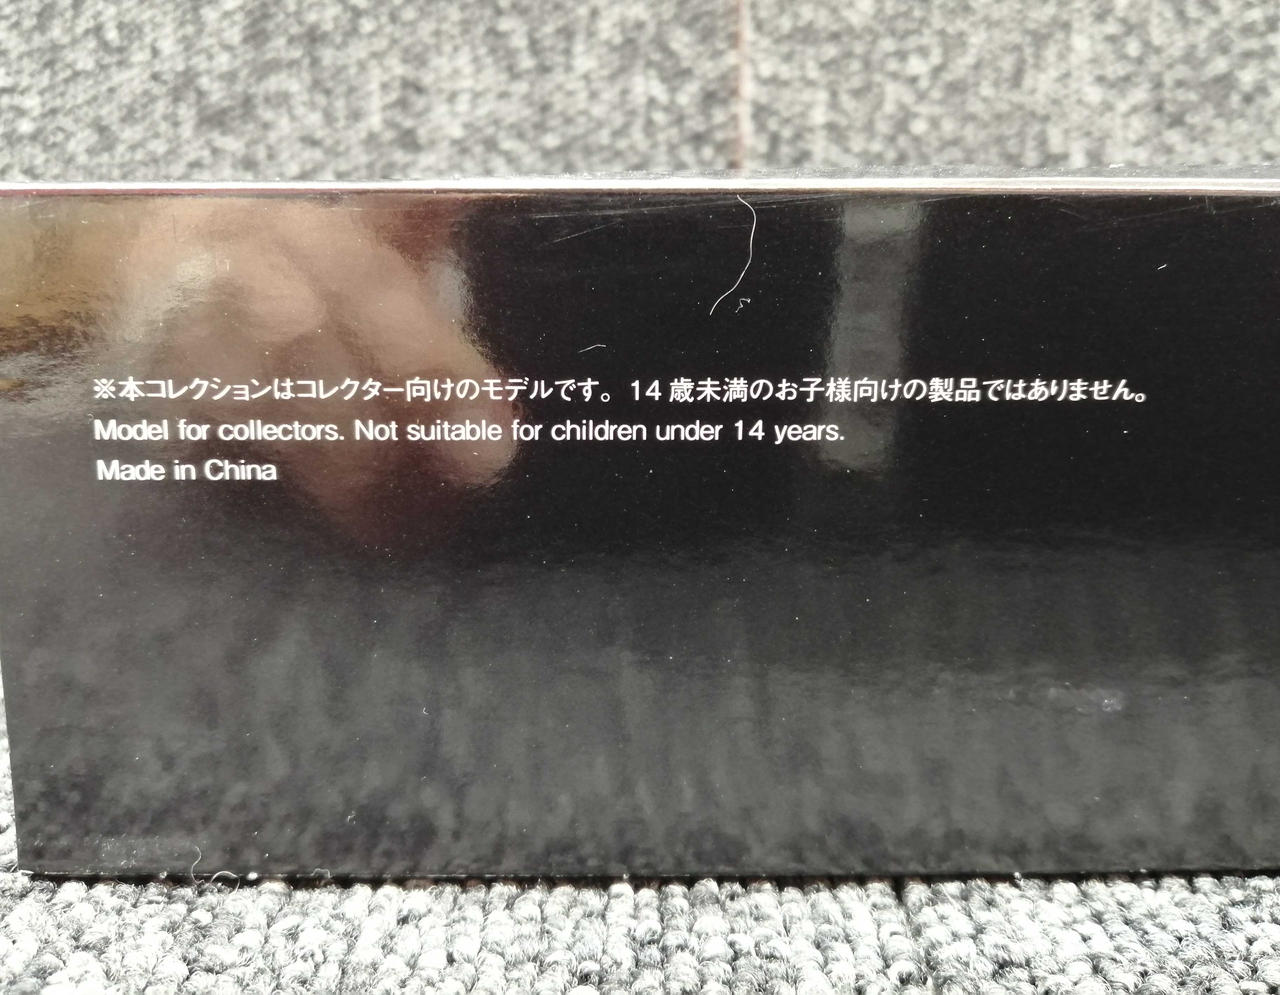 ※本コレクションはコレクター向けのモデルです。14歳未満のお子様向けの製品ではありません。
Model for collectors. Not suitable for children under 14 years.
Made in China